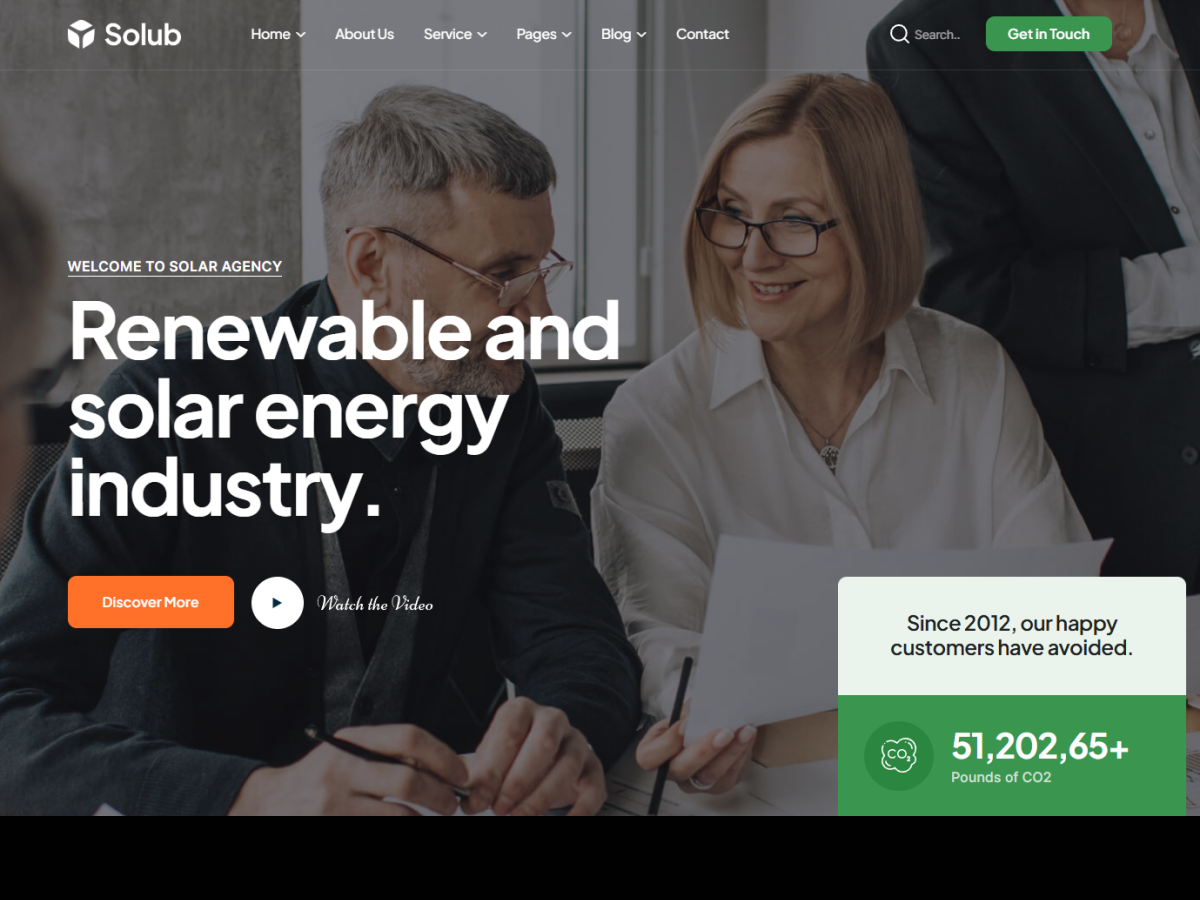 Solub
Home
About Us
Service
Pages
Blog
Contact
Search..
Get in Touch
WELCOME TO SOLAR AGENCY
Renewable and
solar energy
industry.
Discover More
Watch the Video
Since 2012, our happy
customers have avoided.
CO2
51,202,65+
Pounds of CO2